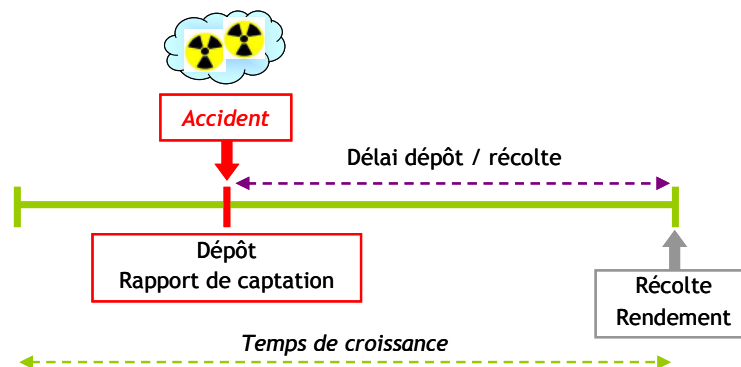 Accident
Délai dépôt / récolte
Dépôt
Rapport de captation
Récolte
Rendement
Temps de croissance